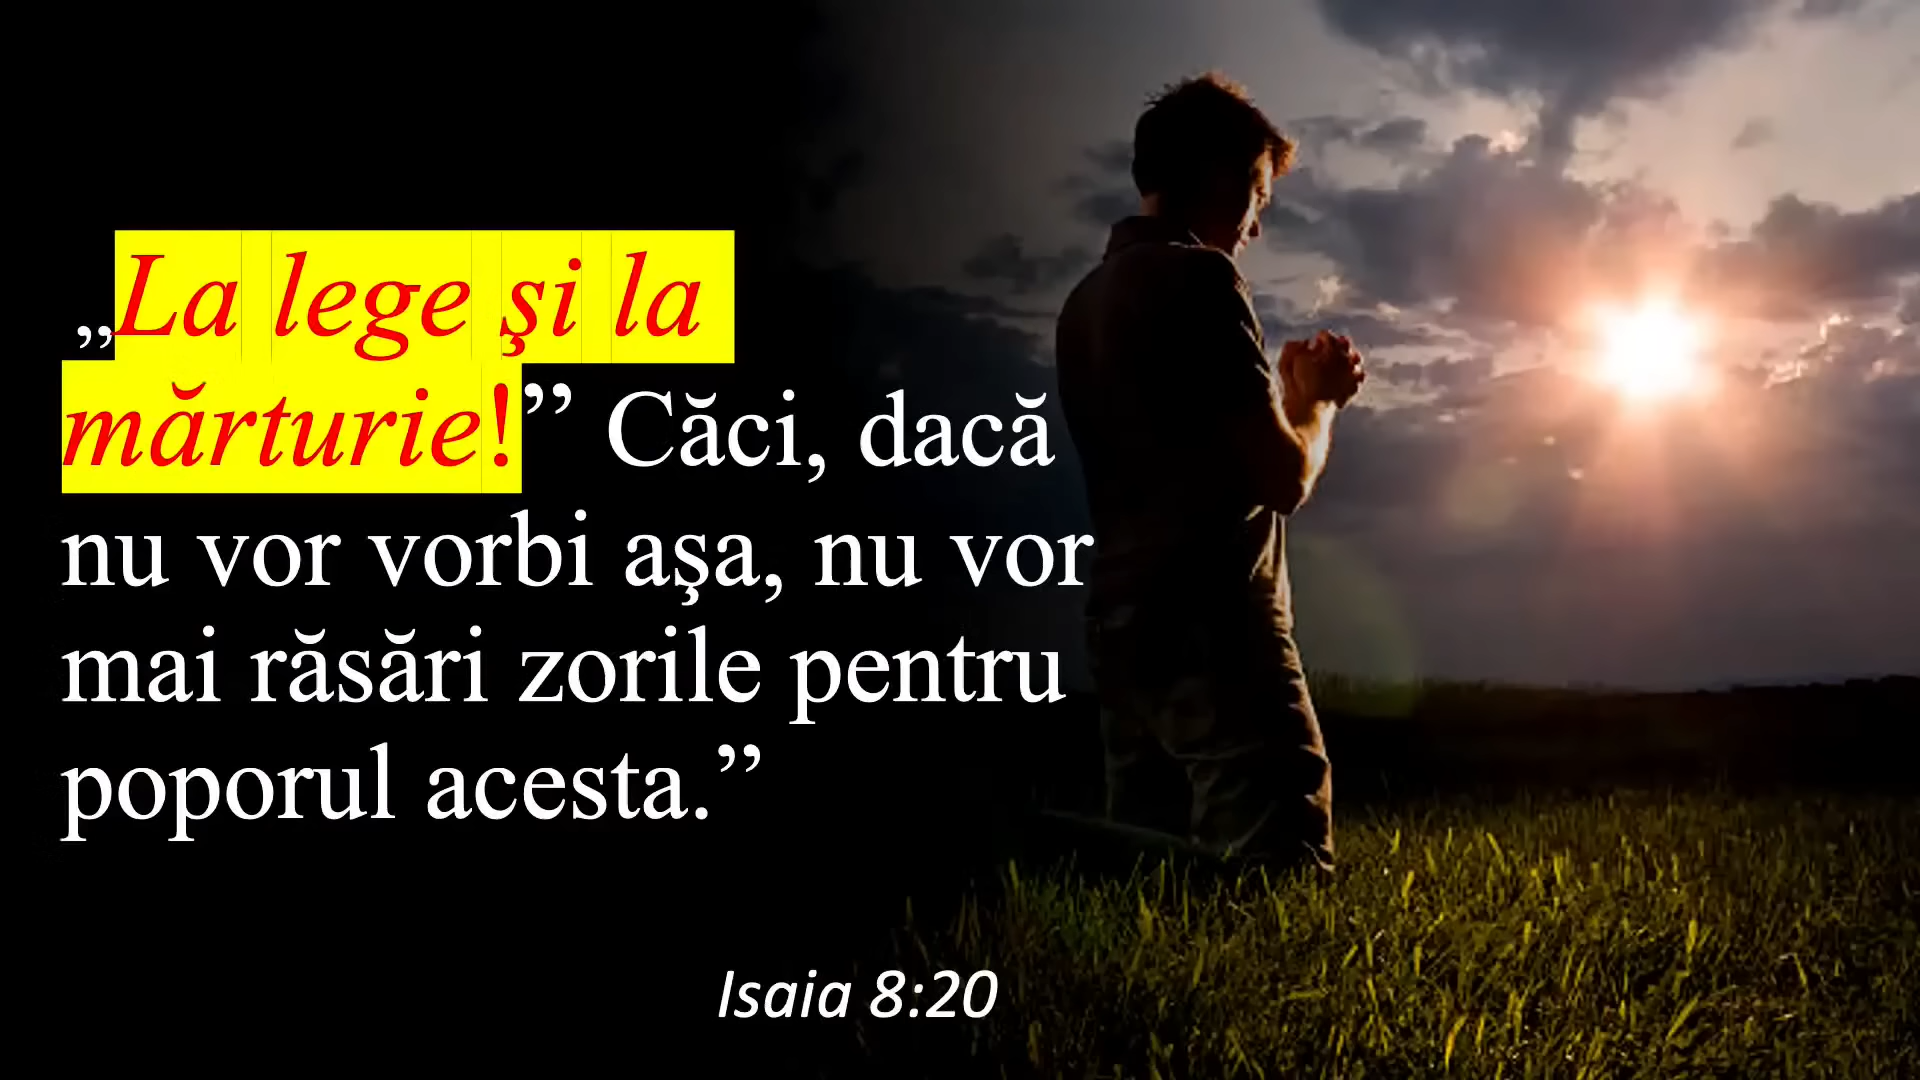 „La lege şi la
mărturie!” Căci, dacă
nu vor vorbi aşa, nu vor
mai răsări zorile pentru
poporul acesta.”
Isaia 8:20